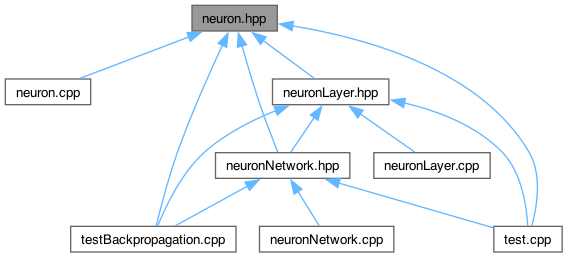 neuron.hpp
neuron.cpp
neuronLayer.hpp
neuronNetwork.hpp
neuronLayer.cpp
testBackpropagation.cpp
neuronNetwork.cpp
test.cpp